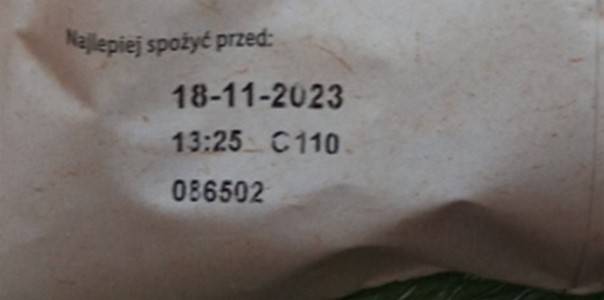 Najlepiej spożyć przed:
18-11-2023
13:25 C110
086502